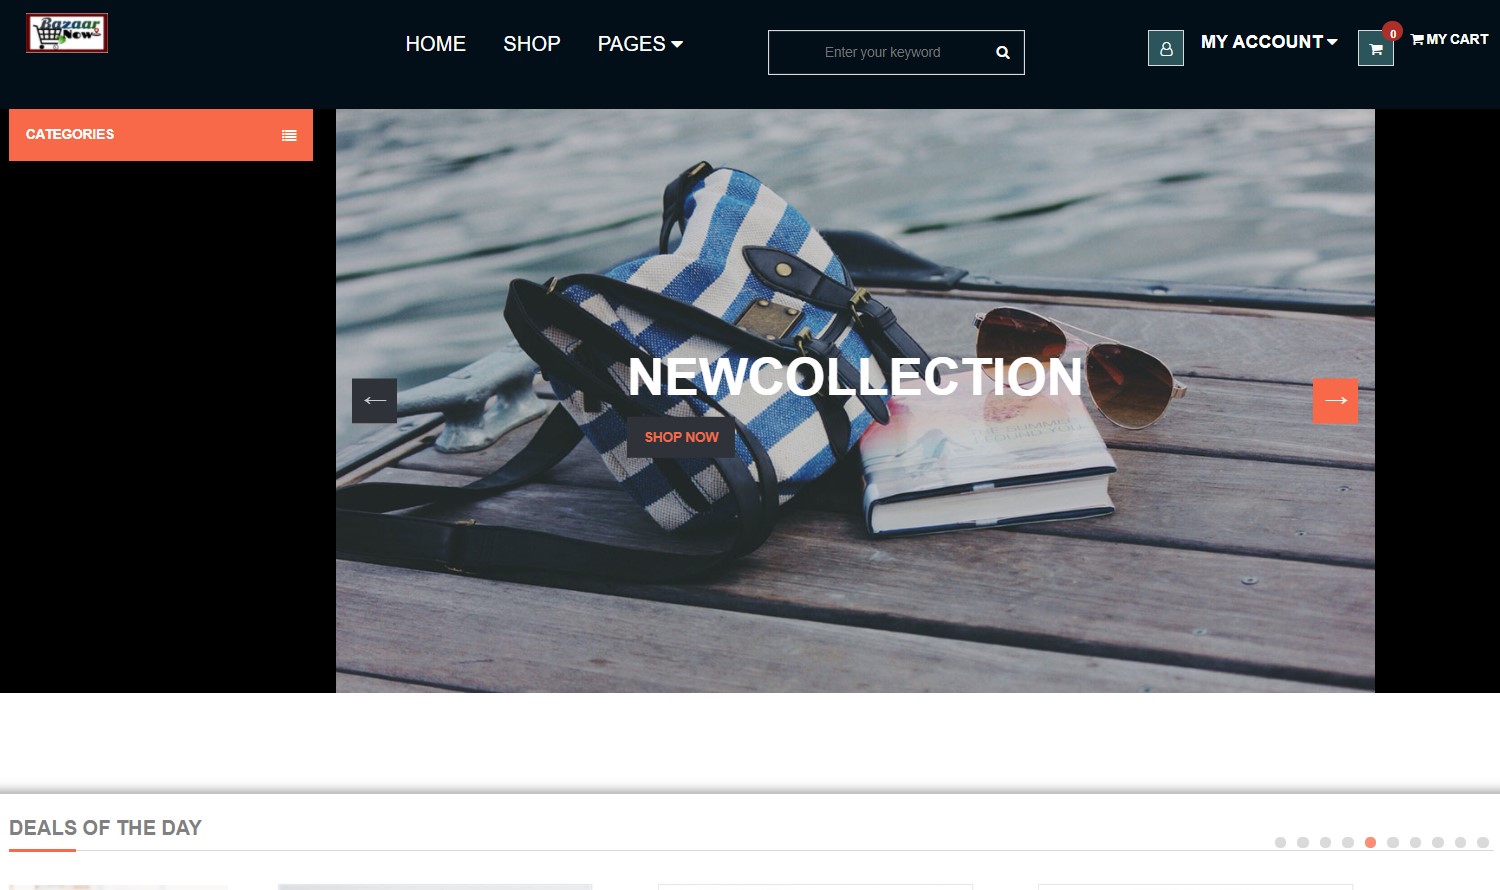 Bazaar
Now
HOME SHOP PAGES
Enter your keyword
MY ACCOUNT
0
MY CART
CATEGORIES
NEWCOLLECTION
SHOP NOW
DEALS OF THE DAY